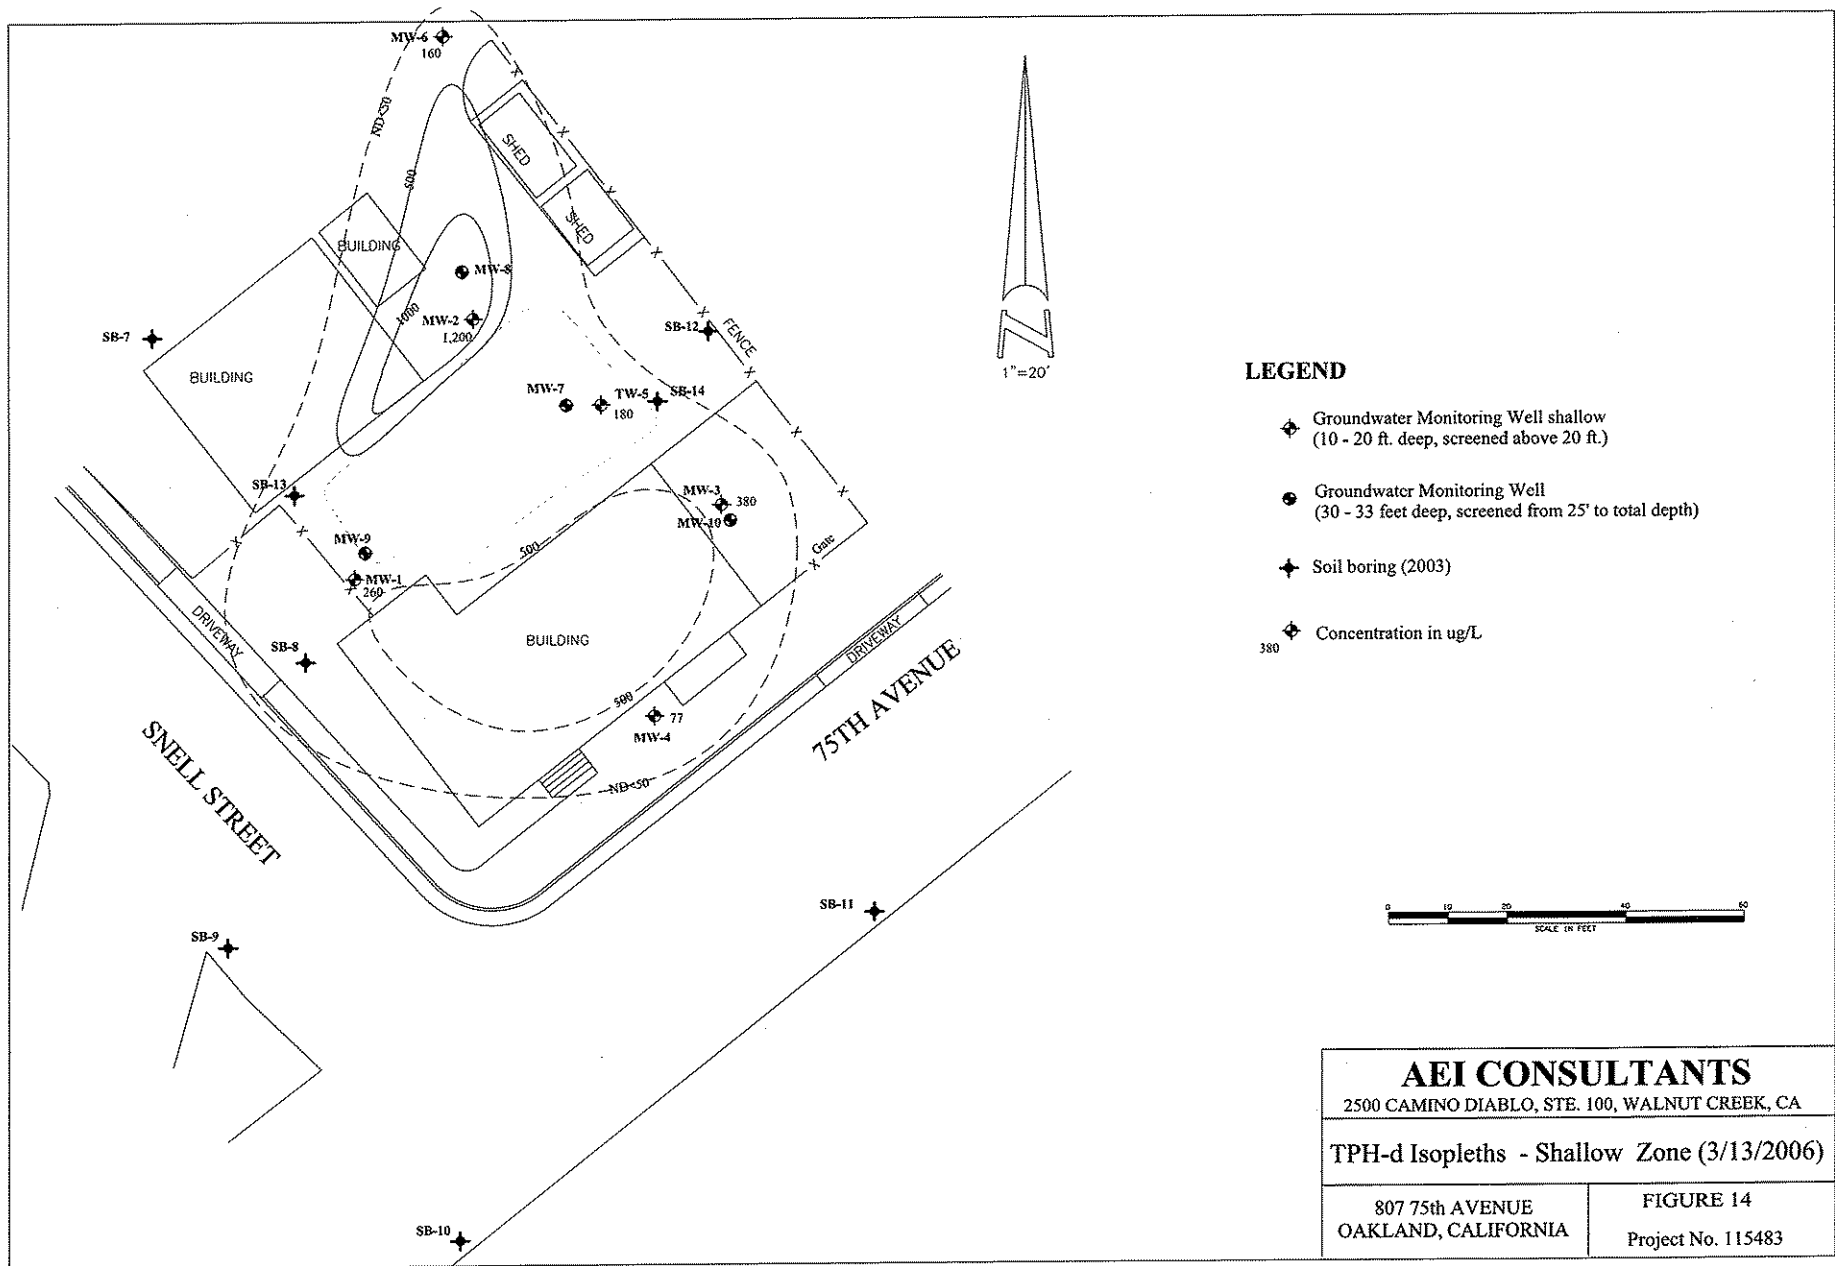 MW-6
160
ND<50
500
SHED
SHED
BUILDING
MW-8
1000
MW-2
1,200
SB-7
BUILDING
SB-12
FENCE
MW-7
TW-5
180
SB-14
SB-13
MW-3
380
MW-10
500
Gate
MW-9
MW-1
260
DRIVEWAY
SB-8
BUILDING
DRIVEWAY
500
77
MW-4
ND<50
SNELL STREET
75TH AVENUE
SB-9
SB-11
SB-10
N
1"=20'
LEGEND
Groundwater Monitoring Well shallow
(10 - 20 ft. deep, screened above 20 ft.)
Groundwater Monitoring Well
(30 - 33 feet deep, screened from 25' to total depth)
Soil boring (2003)
380
Concentration in ug/L
0 10 20 40 60
SCALE IN FEET
AEI CONSULTANTS
2500 CAMINO DIABLO, STE. 100, WALNUT CREEK, CA
TPH-d Isopleths - Shallow Zone (3/13/2006)
807 75th AVENUE
OAKLAND, CALIFORNIA
FIGURE 14
Project No. 115483
X X X X X X X X X X X X X